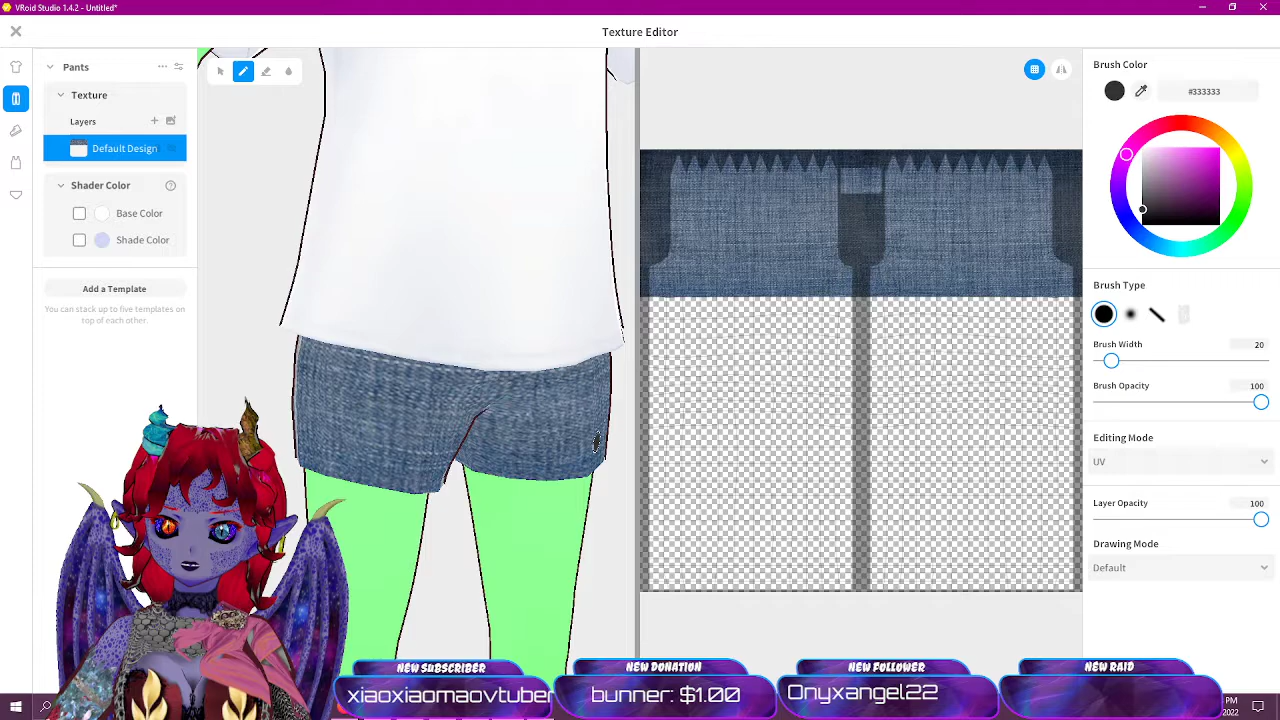 VRoid Studio 1.4.2 - Untitled*
Texture Editor
Pants
Texture
Layers
Default Design
Shader Color
Base Color
Shade Color
Add a Template
You can stack up to five templates on
top of each other.
Brush Color
#333333
Brush Type
Brush Width
20
Brush Opacity
100
Editing Mode
UV
Layer Opacity
100
Drawing Mode
Default
NEW SUBSCRIBER
xiaoxiaomaovtuber
NEW DONATION
bunner: $1.00
NEW FOLLOWER
Onyxangel22
NEW RAID
PM
2022